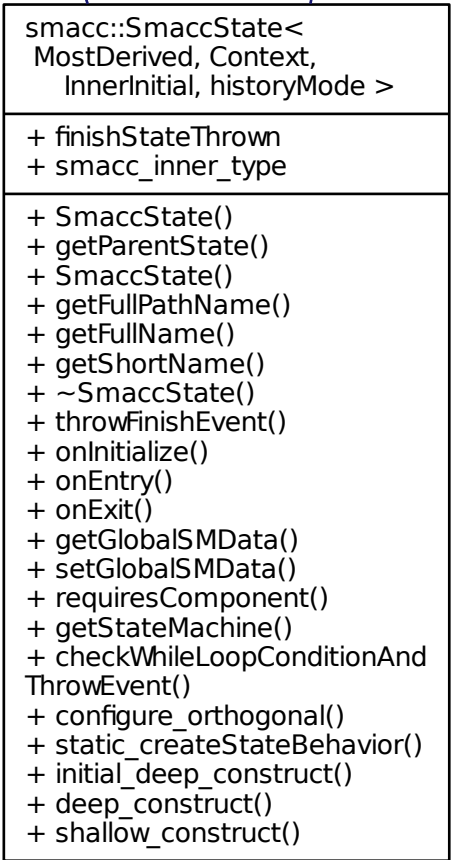 smacc::SmaccState<
MostDerived, Context,
InnerInitial, historyMode >
+ finishStateThrown
+ smacc_inner_type
+ SmaccState()
+ getParentState()
+ SmaccState()
+ getFullPathName()
+ getFullName()
+ getShortName()
+ ~SmaccState()
+ throwFinishEvent()
+ onInitialize()
+ onEntry()
+ onExit()
+ getGlobalSMData()
+ setGlobalSMData()
+ requiresComponent()
+ getStateMachine()
+ checkWhileLoopConditionAnd
ThrowEvent()
+ configure_orthogonal()
+ static_createStateBehavior()
+ initial_deep_construct()
+ deep_construct()
+ shallow_construct()